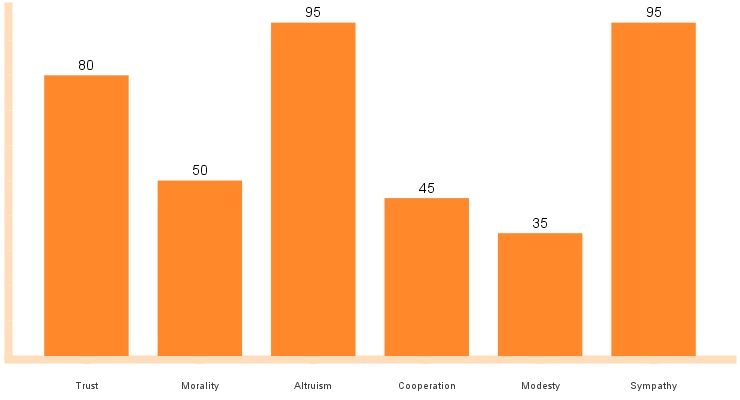 95
95
80
50
45
35
Trust
Morality
Altruism
Cooperation
Modesty
Sympathy